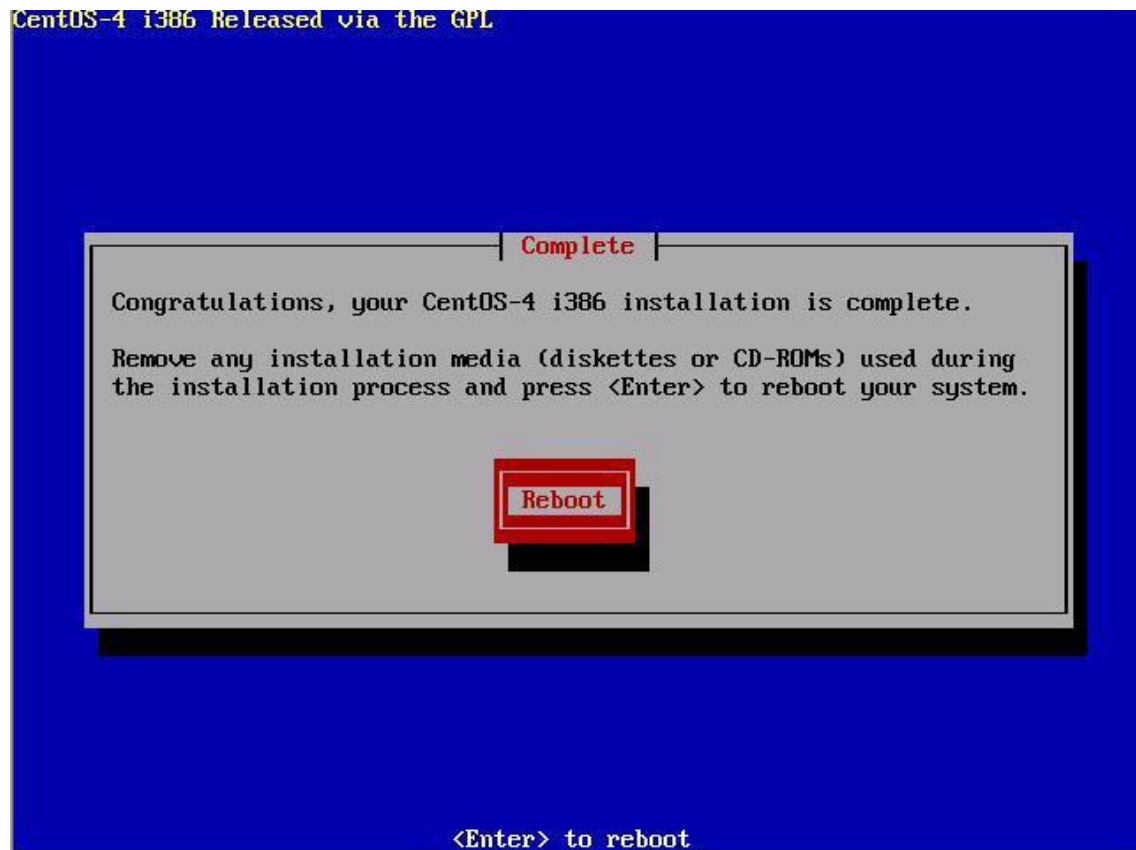 CentOS-4 i386 Released via the GPL
Complete
Congratulations, your CentOS-4 i386 installation is complete.
Remove any installation media (diskettes or CD-ROMs) used during
the installation process and press <Enter> to reboot your system.
Reboot
<Enter> to reboot